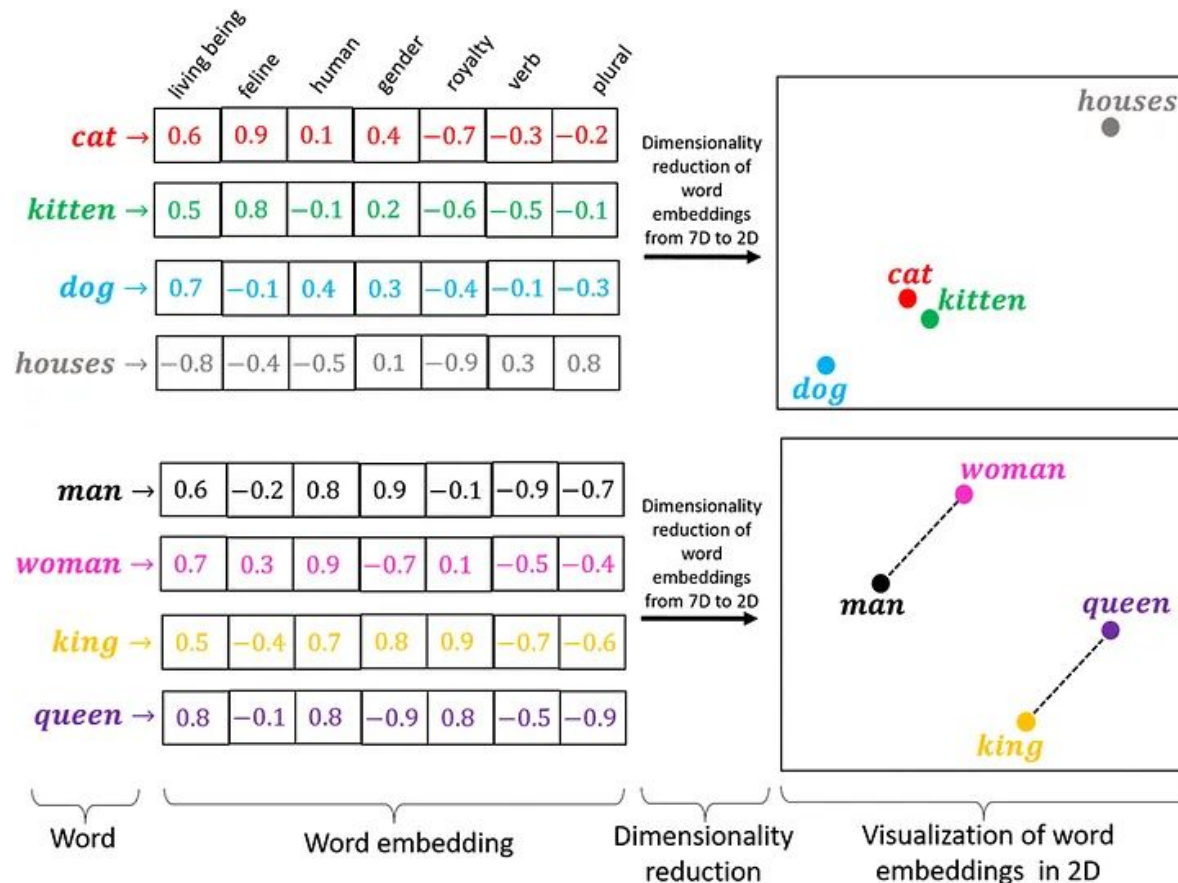 living being feline human gender royalty verb plural
cat → 0.6 0.9 0.1 0.4 −0.7 −0.3 −0.2
kitten → 0.5 0.8 −0.1 0.2 −0.6 −0.5 −0.1
dog → 0.7 −0.1 0.4 0.3 −0.4 −0.1 −0.3
houses → −0.8 −0.4 −0.5 0.1 −0.9 0.3 0.8
Dimensionality
reduction of
word
embeddings
from 7D to 2D
houses
cat
kitten
dog
man → 0.6 −0.2 0.8 0.9 −0.1 −0.9 −0.7
woman → 0.7 0.3 0.9 −0.7 0.1 −0.5 −0.4
king → 0.5 −0.4 0.7 0.8 0.9 −0.7 −0.6
queen → 0.8 −0.1 0.8 −0.9 0.8 −0.5 −0.9
Dimensionality
reduction of
word
embeddings
from 7D to 2D
woman
man
queen
king
Word
Word embedding
Dimensionality
reduction
Visualization of word
embeddings in 2D